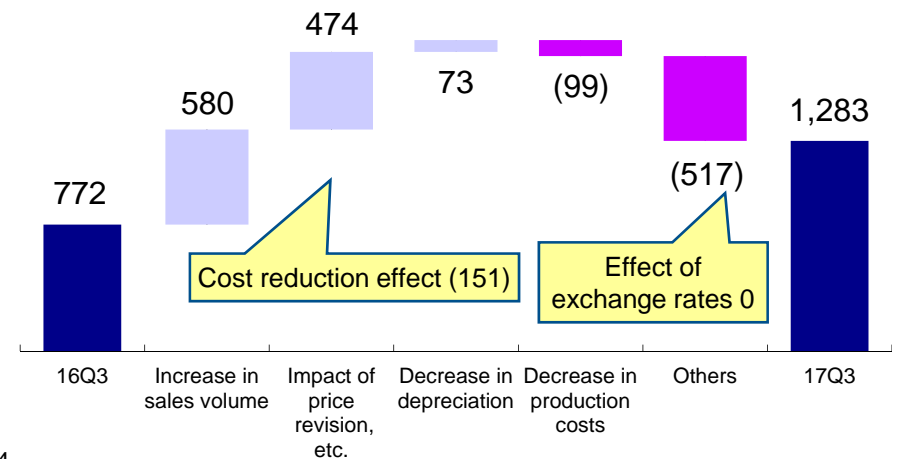 474
580
73
(99)
1,283
772
(517)
Cost reduction effect (151)
Effect of
exchange rates 0
16Q3
Increase in
sales volume
Impact of
price
revision,
etc.
Decrease in
depreciation
Decrease in
production
costs
Others
17Q3